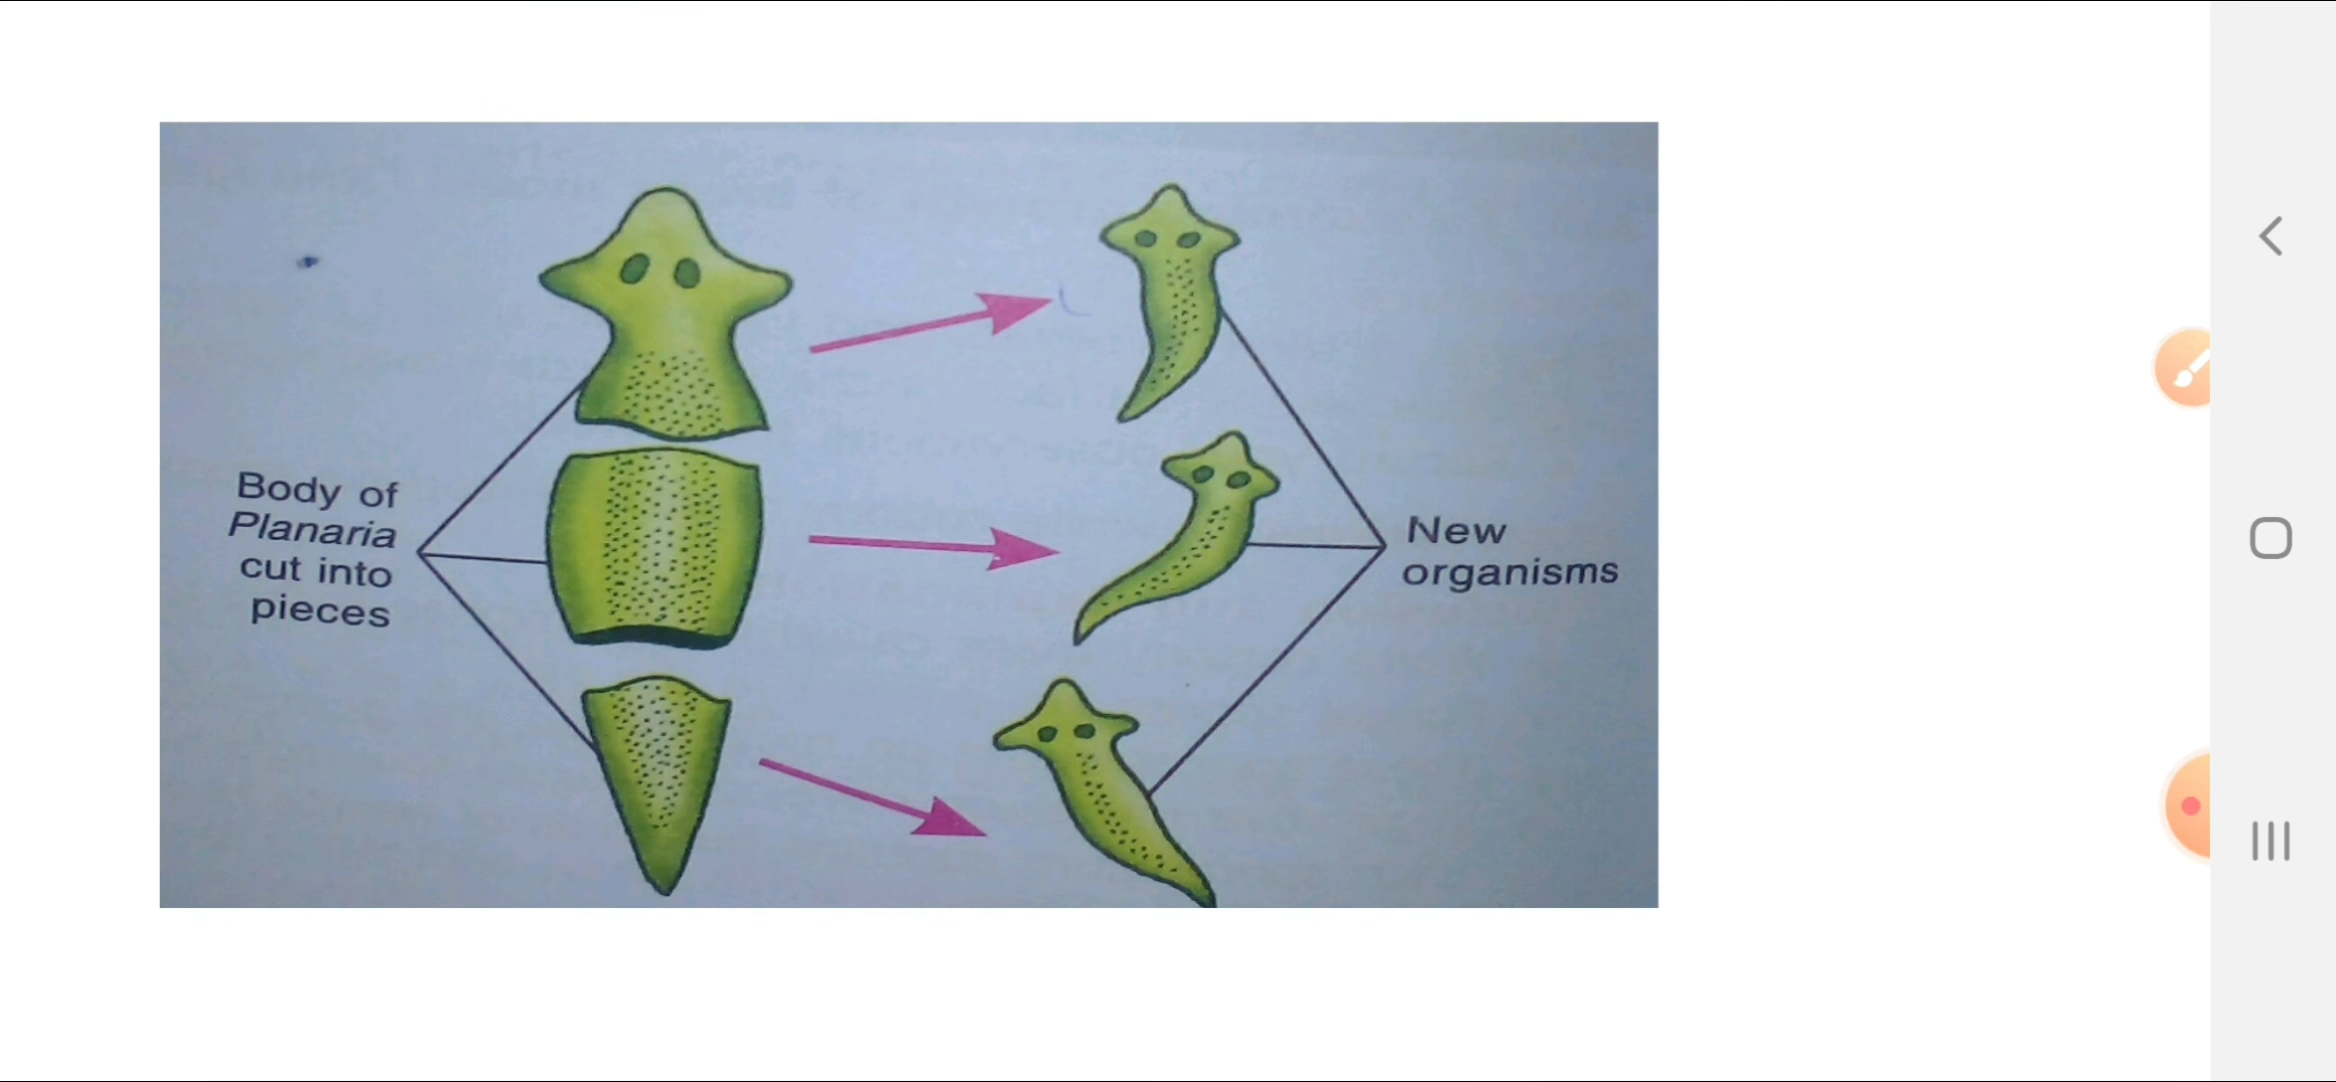 Body of
Planaria
cut into
pieces
New
organisms